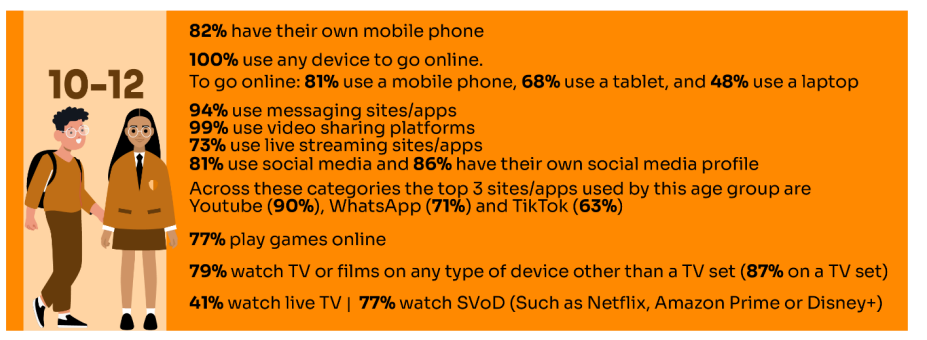 10-12
82% have their own mobile phone
100% use any device to go online.
To go online: 81% use a mobile phone, 68% use a tablet, and 48% use a laptop
94% use messaging sites/apps
99% use video sharing platforms
73% use live streaming sites/apps
81% use social media and 86% have their own social media profile
Across these categories the top 3 sites/apps used by this age group are
Youtube (90%), WhatsApp (71%) and TikTok (63%)
77% play games online
79% watch TV or films on any type of device other than a TV set (87% on a TV set)
41% watch live TV | 77% watch SVoD (Such as Netflix, Amazon Prime or Disney+)